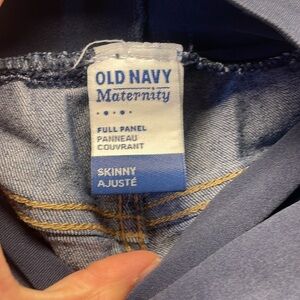 OLD NAVY
Maternity
FULL PANEL
PANNEAU
COUVRANT
SKINNY
AJUSTÉ